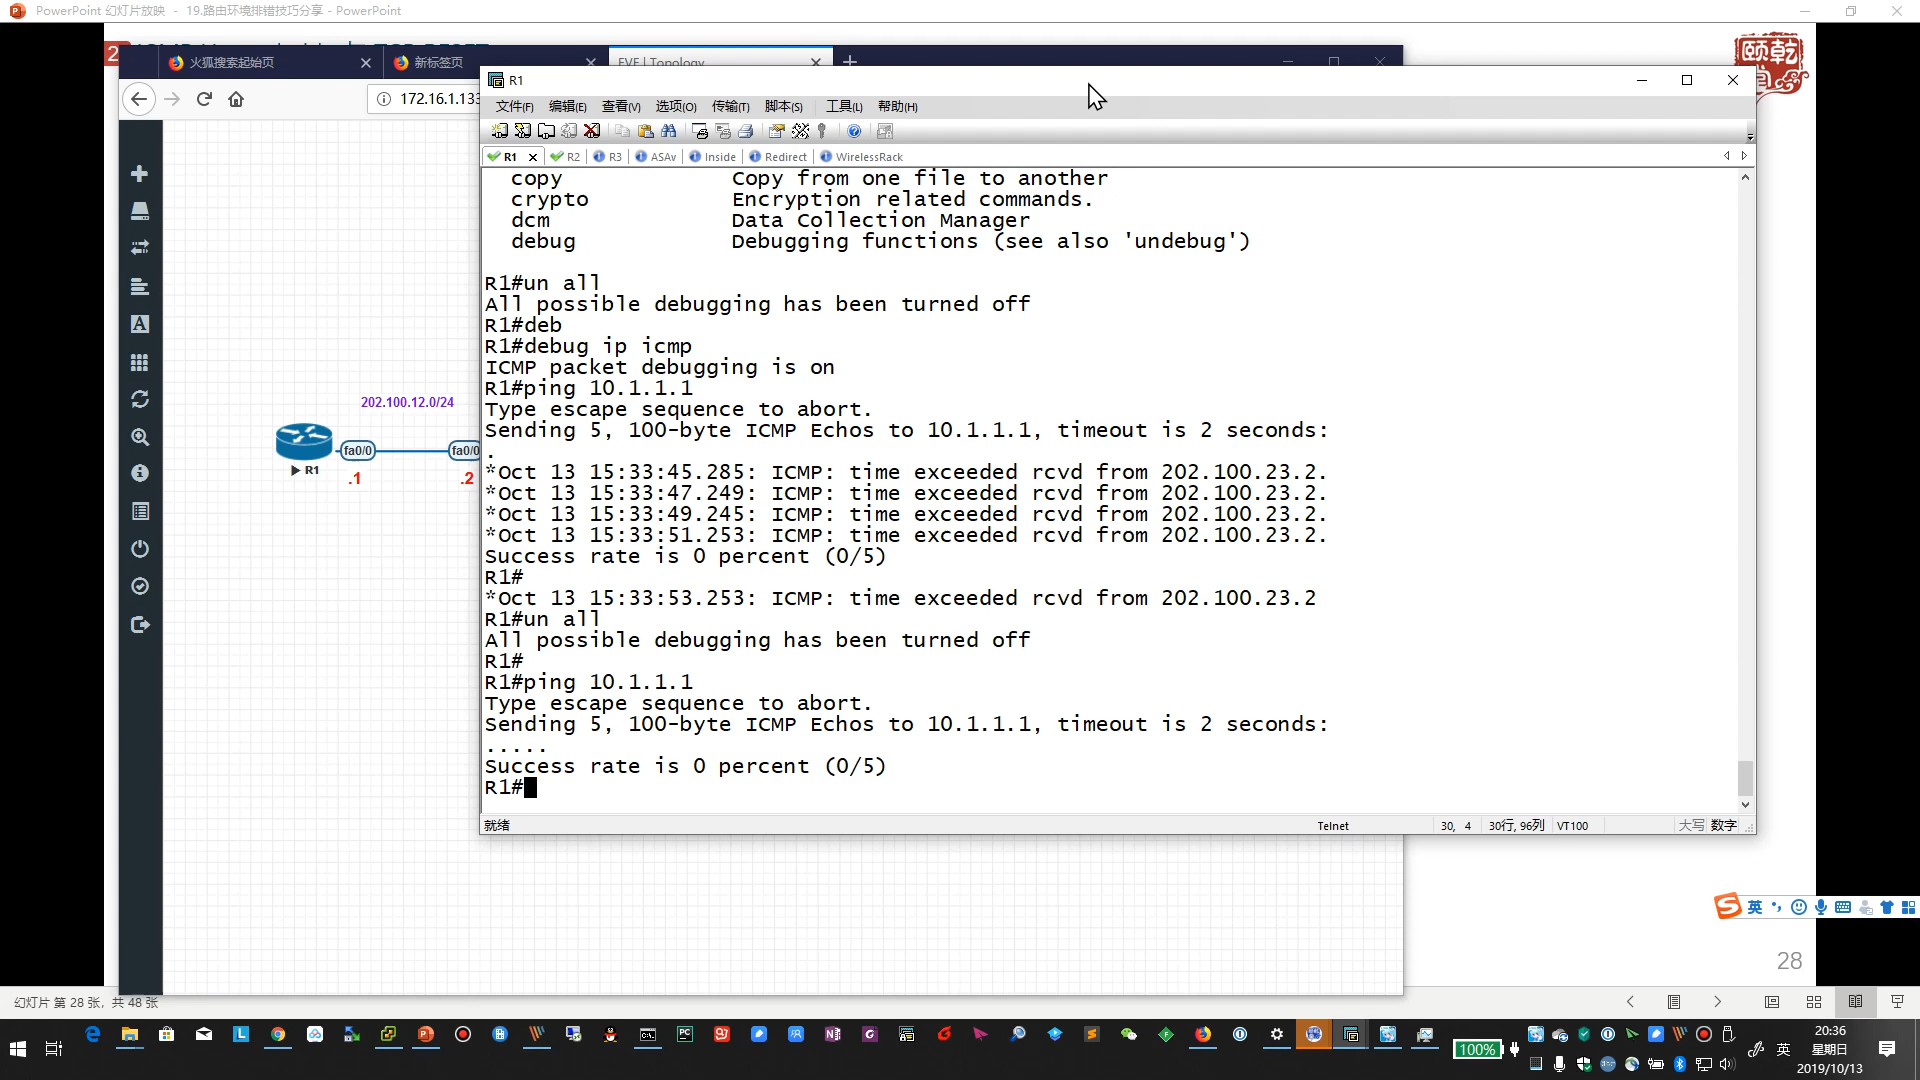 PowerPoint 幻灯片放映 - 19.路由环境排错技巧分享 - PowerPoint
2
火狐搜索起始页
新标签页
EVE | Topology
172.16.1.133
R1
文件(F) 编辑(E) 查看(V) 选项(O) 传输(T) 脚本(S) 工具(L) 帮助(H)
R1 R2 R3 ASAv Inside Redirect WirelessRack
copy Copy from one file to another
crypto Encryption related commands.
dcm Data Collection Manager
debug Debugging functions (see also 'undebug')
R1#un all
All possible debugging has been turned off
R1#deb
R1#debug ip icmp
ICMP packet debugging is on
R1#ping 10.1.1.1
Type escape sequence to abort.
Sending 5, 100-byte ICMP Echos to 10.1.1.1, timeout is 2 seconds:
.
*Oct 13 15:33:45.285: ICMP: time exceeded rcvd from 202.100.23.2.
*Oct 13 15:33:47.249: ICMP: time exceeded rcvd from 202.100.23.2.
*Oct 13 15:33:49.245: ICMP: time exceeded rcvd from 202.100.23.2.
*Oct 13 15:33:51.253: ICMP: time exceeded rcvd from 202.100.23.2.
Success rate is 0 percent (0/5)
R1#
*Oct 13 15:33:53.253: ICMP: time exceeded rcvd from 202.100.23.2
R1#un all
All possible debugging has been turned off
R1#
R1#ping 10.1.1.1
Type escape sequence to abort.
Sending 5, 100-byte ICMP Echos to 10.1.1.1, timeout is 2 seconds:
.....
Success rate is 0 percent (0/5)
R1#
就绪 Telnet 30, 4 30行, 96列 VT100 大写 数字
202.100.12.0/24
fa0/0
fa0/0
R1
.1
.2
英
28
幻灯片 第 28 张，共 48 张
100%
英
20:36
星期日
2019/10/13